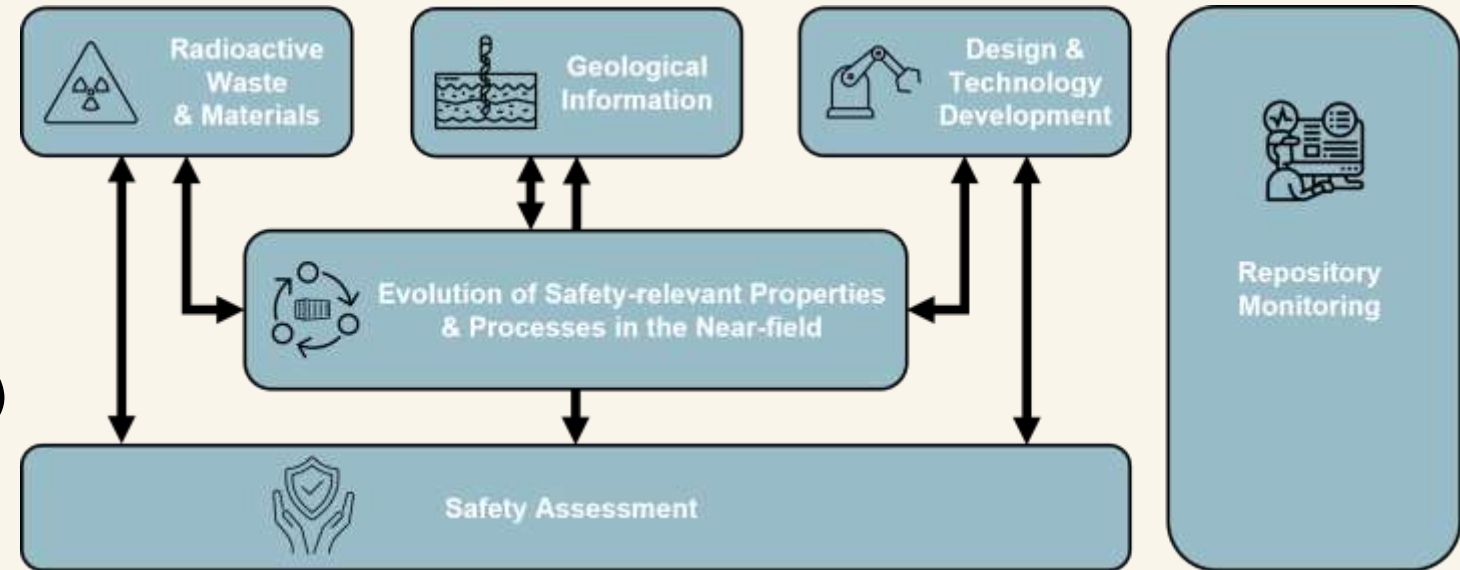 Radioactive
Waste
& Materials
Geological
Information
Design &
Technology
Development
Repository
Monitoring
Evolution of Safety-relevant Properties
& Processes in the Near-field
Safety Assessment
)